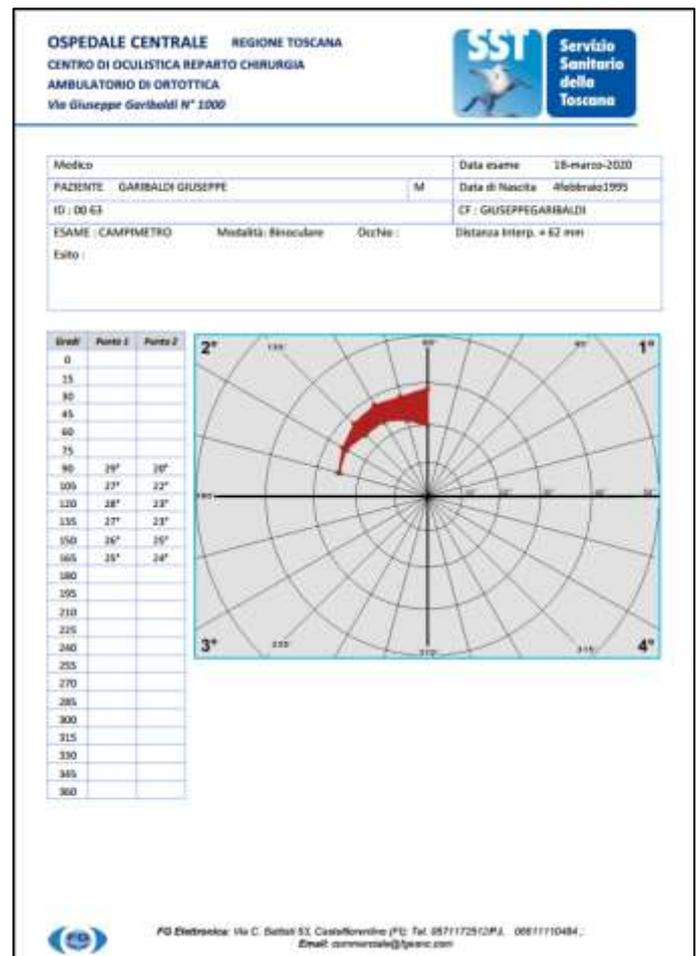 OSPEDALE CENTRALE REGIONE TOSCANA
CENTRO DI OCULISTICA REPARTO CHIRURGIA
AMBULATORIO DI ORTOTTICA
Via Giuseppe Garibaldi N° 1000
SST
Servizio
Sanitario
della
Toscana
Medico Data esame 18-marzo-2020
PAZIENTE GARIBALDI GIUSEPPE M Data di Nascita 4febbraio1995
ID : 00 63 CF : GIUSEPPEGARIBALDI
ESAME : CAMPIMETRO Modalità: Binoculare Occhio : Distanza Interp. = 62 mm
Esito :
Gradi Punto 1 Punto 2
0
15
30
45
60
75
90 29° 20°
105 27° 22°
120 28° 23°
135 27° 23°
150 26° 25°
165 25° 24°
180
195
210
225
240
255
270
285
300
315
330
345
360
2° 1°
3° 4°
FG Elettronica: Via C. Battisti 53, Castelfiorentino (FI); Tel. 0571172512
Email: